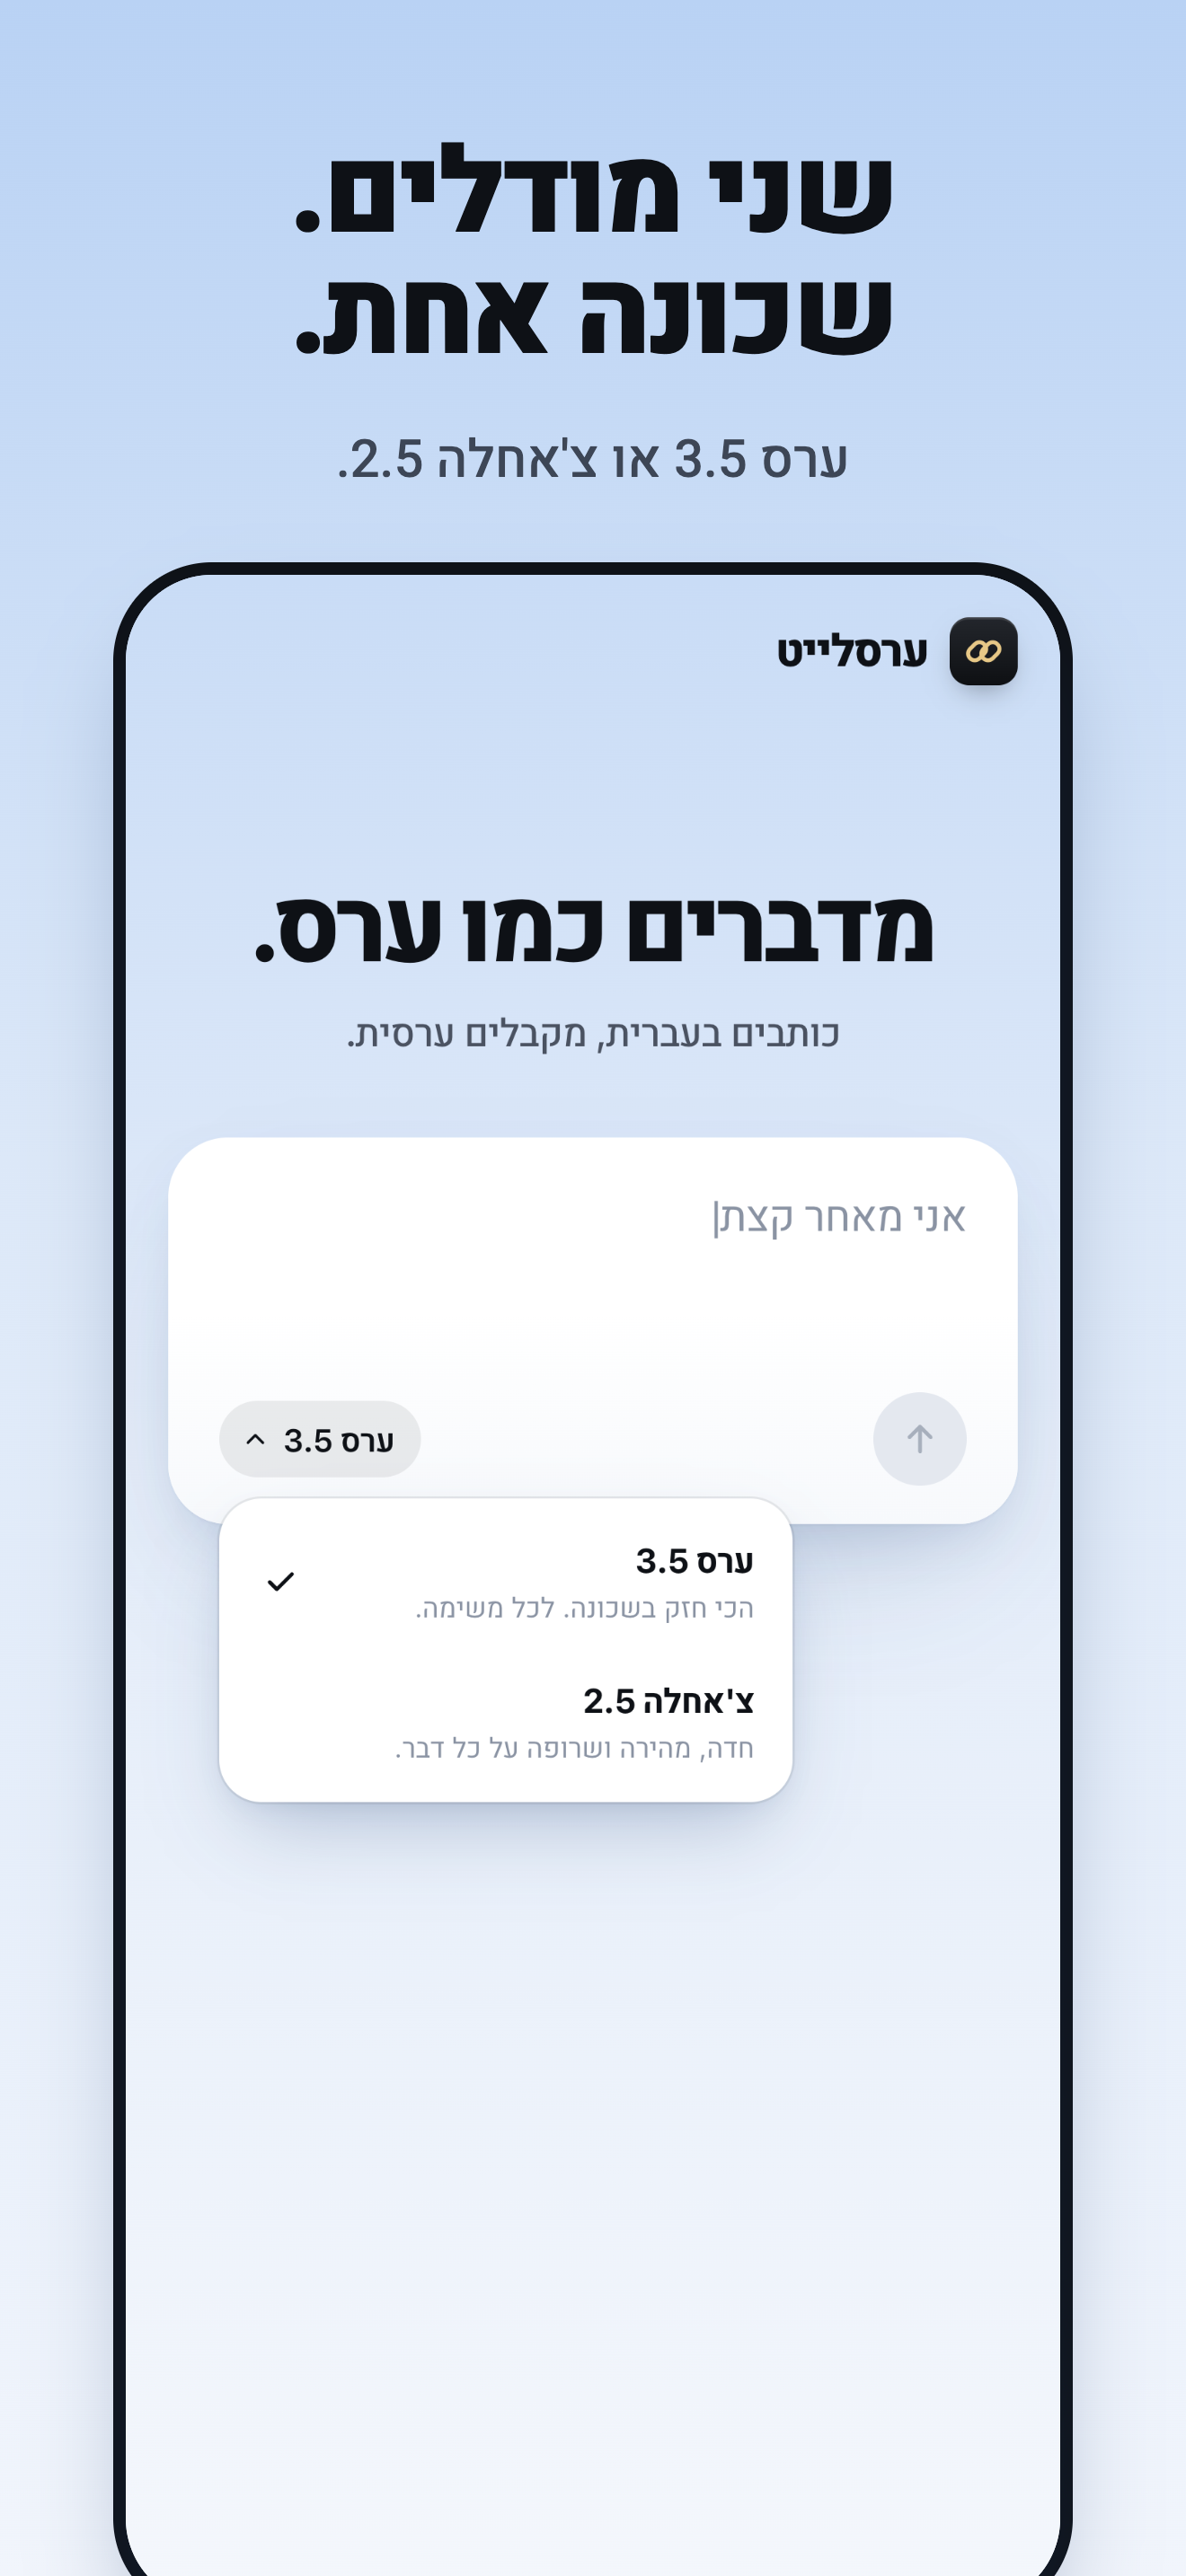 שני מודלים.
שכונה אחת.
ערס 3.5 או צ'אחלה 2.5.
ערסלייט
מדברים כמו ערס.
כותבים בעברית, מקבלים ערסית.
אני מאחר קצת|
ערס 3.5
ערס 3.5
הכי חזק בשכונה. לכל משימה.
צ'אחלה 2.5
חדה, מהירה ושרופה על כל דבר.